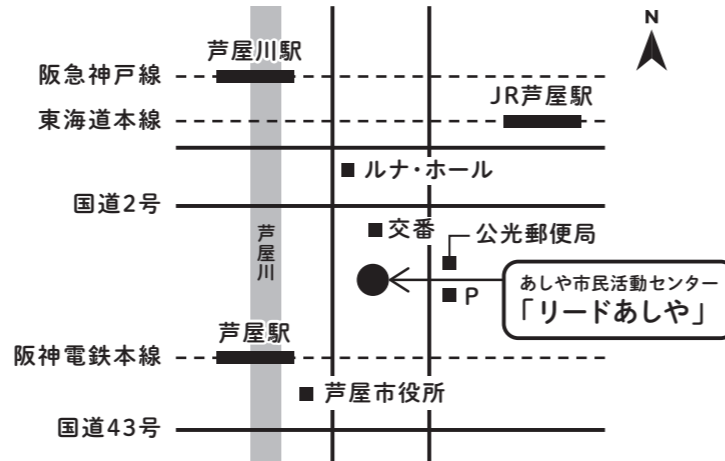 N
芦屋川駅
阪急神戸線
JR芦屋駅
東海道本線
ルナ・ホール
国道2号
交番
公光郵便局
芦屋川
あしや市民活動センター
「リードあしや」
P
芦屋駅
阪神電鉄本線
芦屋市役所
国道43号